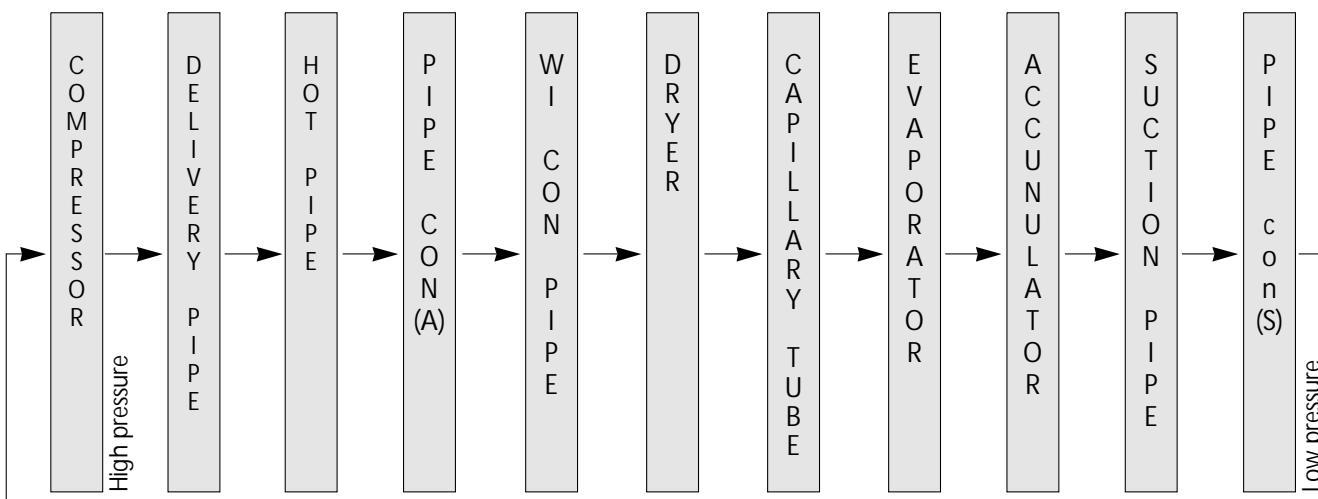 COMPRESSOR
High pressure
DELIVERY PIPE
HOT PIPE
PIPE CON(A)
WI CON PIPE
DRYER
CAPILLARY TUBE
EVAPORATOR
ACCUNULATOR
SUCTION PIPE
PIPE con(S)
Low pressure